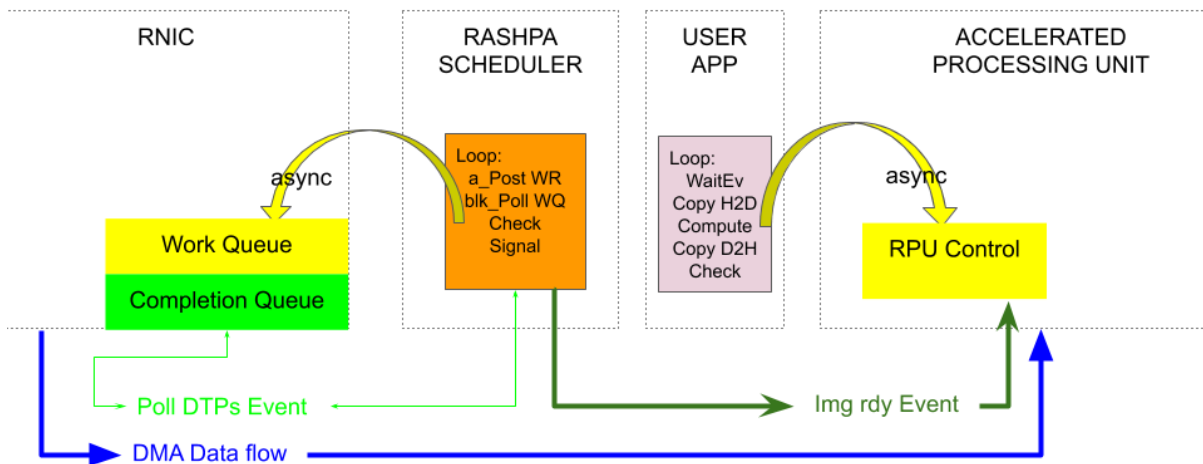 RNIC
RASHPA
SCHEDULER
USER
APP
ACCELERATED
PROCESSING UNIT
async
Work Queue
Completion Queue
Loop:
a_Post WR
blk_Poll WQ
Check
Signal
Loop:
WaitEv
Copy H2D
Compute
Copy D2H
Check
async
RPU Control
Poll DTPs Event
Img rdy Event
DMA Data flow